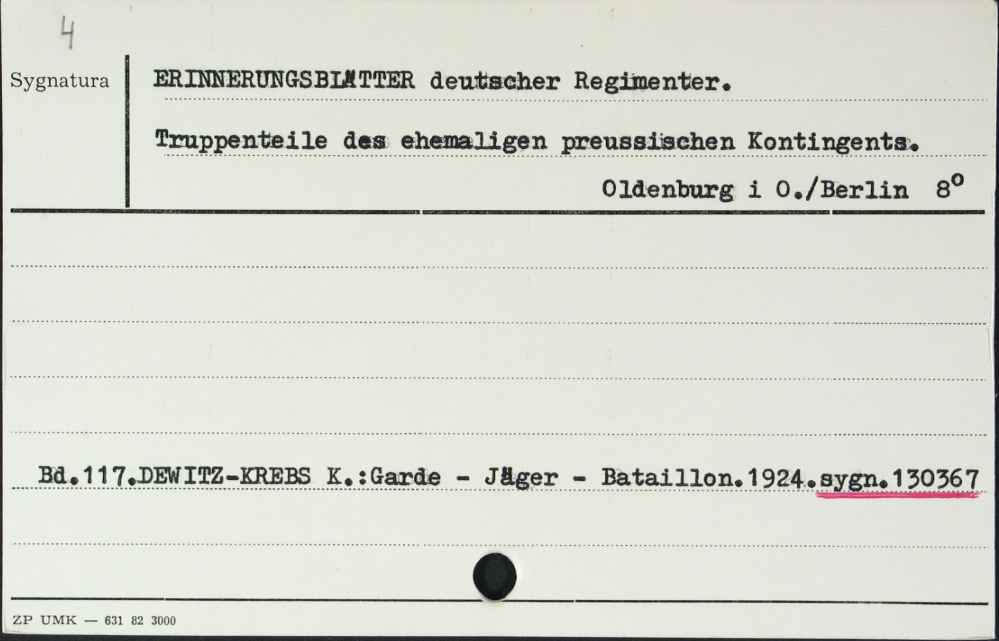 4
Sygnatura
ERINNERUNGSBLÄTTER deutscher Regimenter.
Truppenteile des ehemaligen preussischen Kontingents.
Oldenburg i O./Berlin 8°
Bd.117.DEWITZ-KREBS K.:Garde - Jäger - Bataillon.1924.sygn.130367
ZP UMK — 631 82 3000